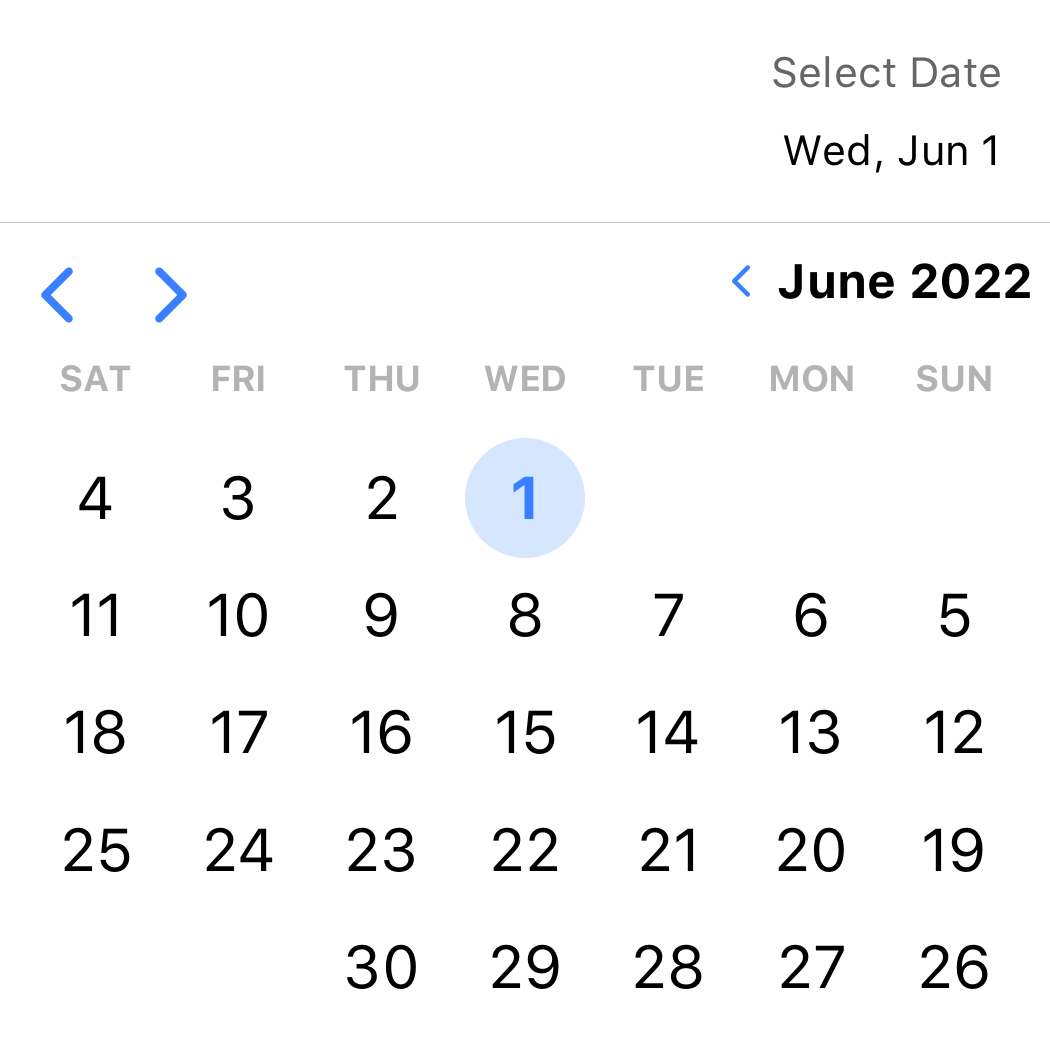 Select Date
Wed, Jun 1
June 2022
SAT FRI THU WED TUE MON SUN
4 3 2 1
11 10 9 8 7 6 5
18 17 16 15 14 13 12
25 24 23 22 21 20 19
30 29 28 27 26